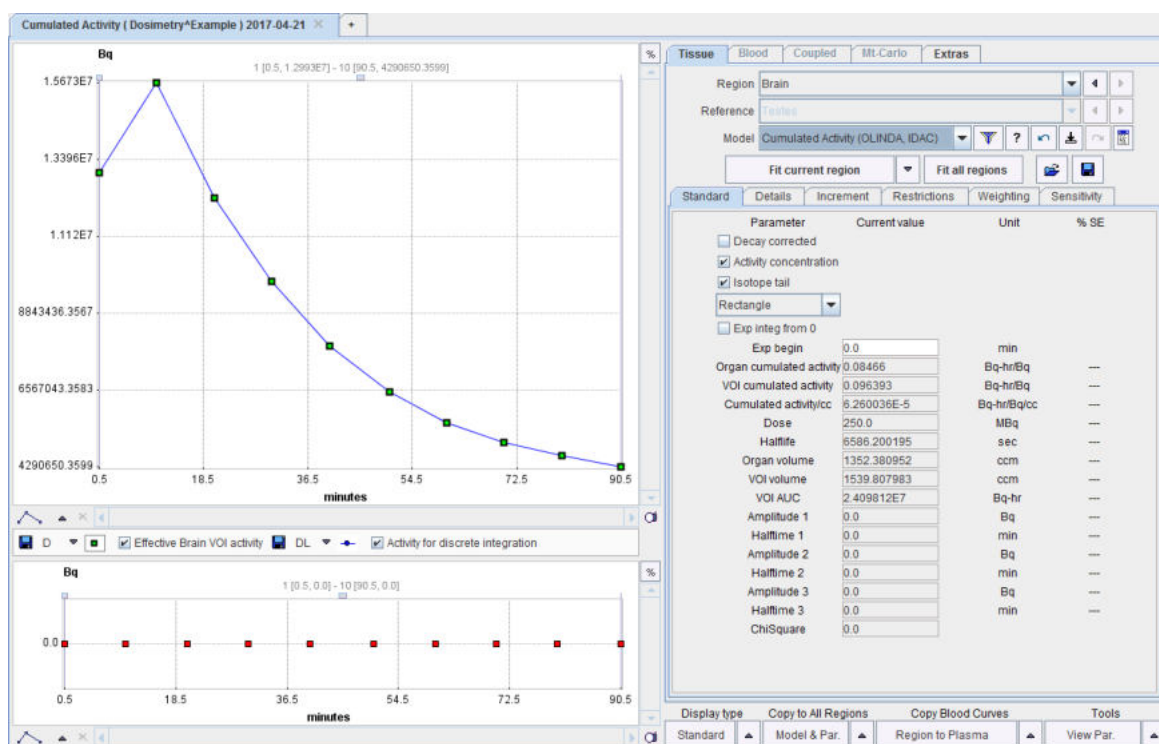 Cumulated Activity ( Dosimetry^Example ) 2017-04-21
Bq
%
1 [0.5, 1.2993E7] - 10 [90.5, 4290650.3599]
1.5673E7
1.3396E7
1.112E7
8843436.3567
6567043.3583
4290650.3599
0.5 18.5 36.5 54.5 72.5 90.5
minutes
D Effective Brain VOI activity DL Activity for discrete integration
Bq
%
1 [0.5, 0.0] - 10 [90.5, 0.0]
0.0
0.5 18.5 36.5 54.5 72.5 90.5
minutes
Tissue Blood Coupled Mt-Carlo Extras
Region Brain
Reference Testes
Model Cumulated Activity (OLINDA, IDAC) ?
Fit current region Fit all regions
Standard Details Increment Restrictions Weighting Sensitivity
Parameter Current value Unit % SE
Decay corrected
Activity concentration
Isotope tail
Rectangle
Exp integ from 0
Exp begin 0.0 min
Organ cumulated activity 0.08466 Bq-hr/Bq ---
VOI cumulated activity 0.096393 Bq-hr/Bq ---
Cumulated activity/cc 6.260036E-5 Bq-hr/Bq/cc ---
Dose 250.0 MBq ---
Halflife 6586.200195 sec ---
Organ volume 1352.380952 ccm ---
VOI volume 1539.807983 ccm ---
VOI AUC 2.409812E7 Bq-hr ---
Amplitude 1 0.0 Bq ---
Halftime 1 0.0 min ---
Amplitude 2 0.0 Bq ---
Halftime 2 0.0 min ---
Amplitude 3 0.0 Bq ---
Halftime 3 0.0 min ---
ChiSquare 0.0
Display type Copy to All Regions Copy Blood Curves Tools
Standard Model & Par. Region to Plasma View Par.